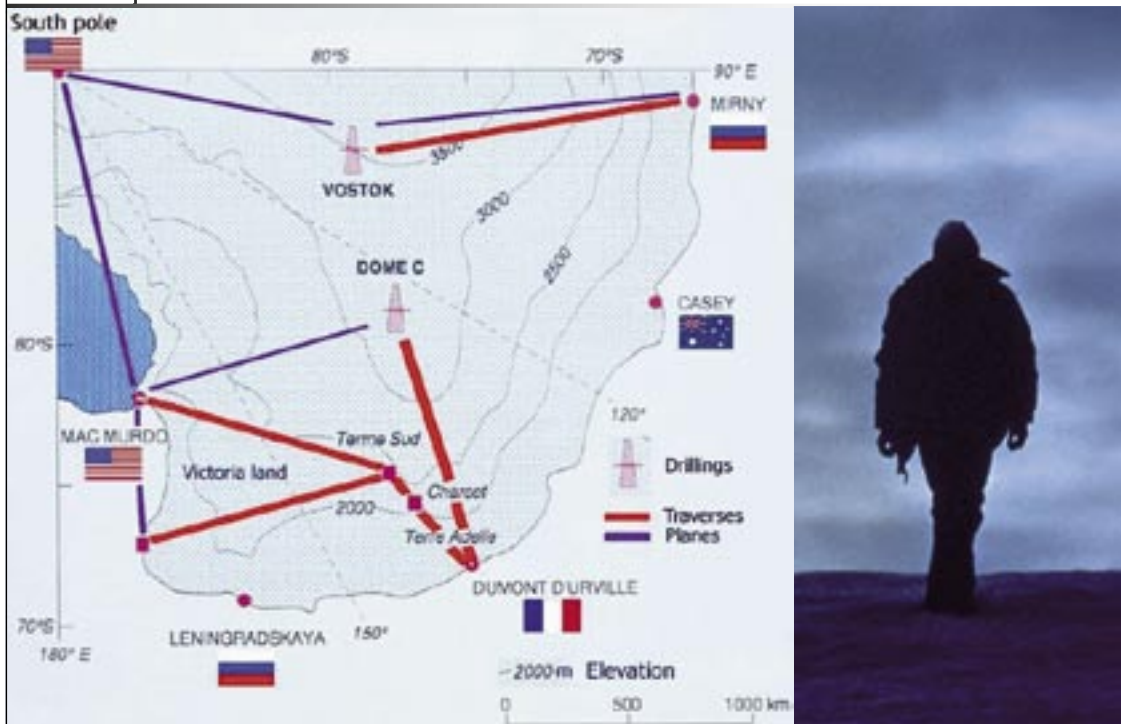 South pole
80°S
70°S
90° E
MIRNY
3500
VOSTOK
3000
DOME C
2500
CASEY
80°S
120°
MAC MURDO
Terme Sud
Drillings
Victoria land
Charcot
2000
Traverses
Terre Adelie
Planes
DUMONT D'URVILLE
70°S
LENINGRADSKAYA
150°
180° E
2000 m Elevation
0 500 1000 km